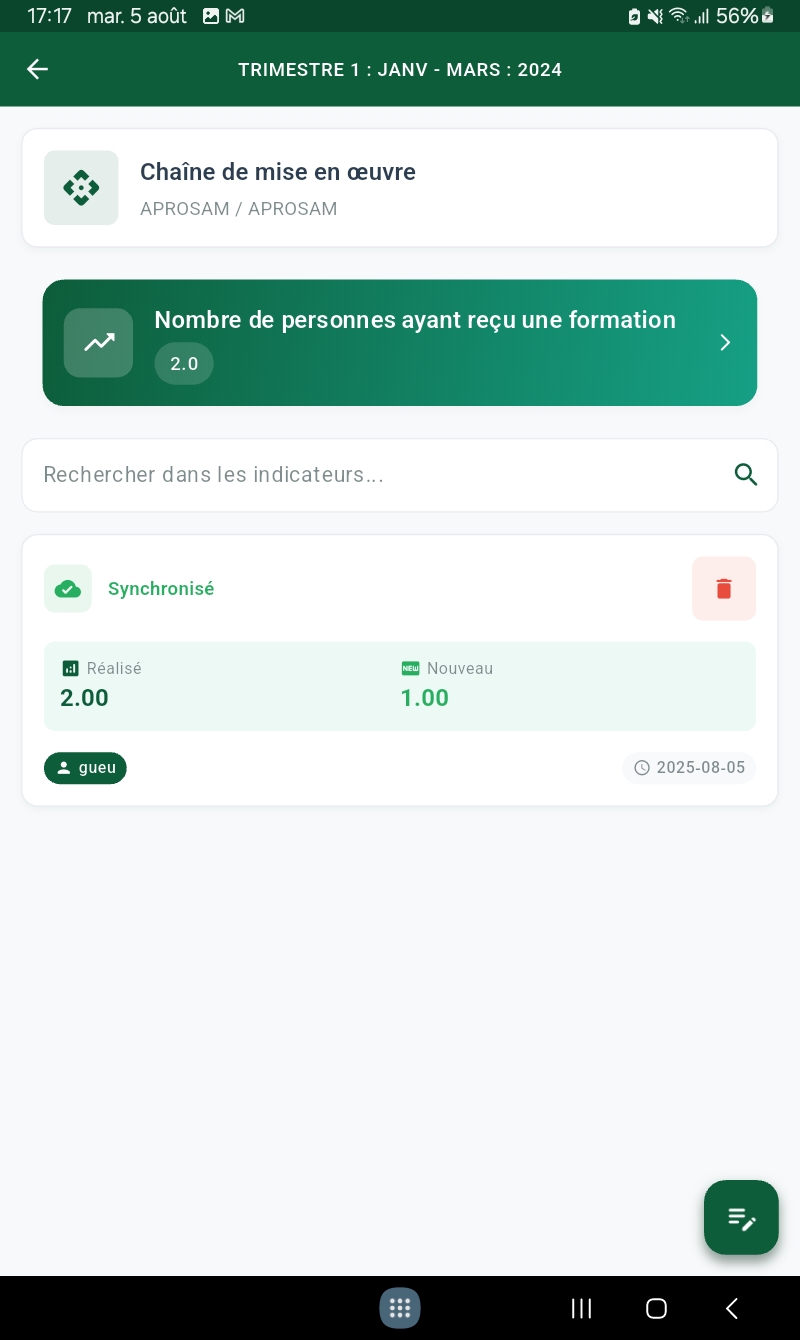 17:17 mar. 5 août 56%
TRIMESTRE 1 : JANV - MARS : 2024
Chaîne de mise en œuvre
APROSAM / APROSAM
Nombre de personnes ayant reçu une formation
2.0
Rechercher dans les indicateurs...
Synchronisé
Réalisé
2.00
NEW Nouveau
1.00
gueu
2025-08-05